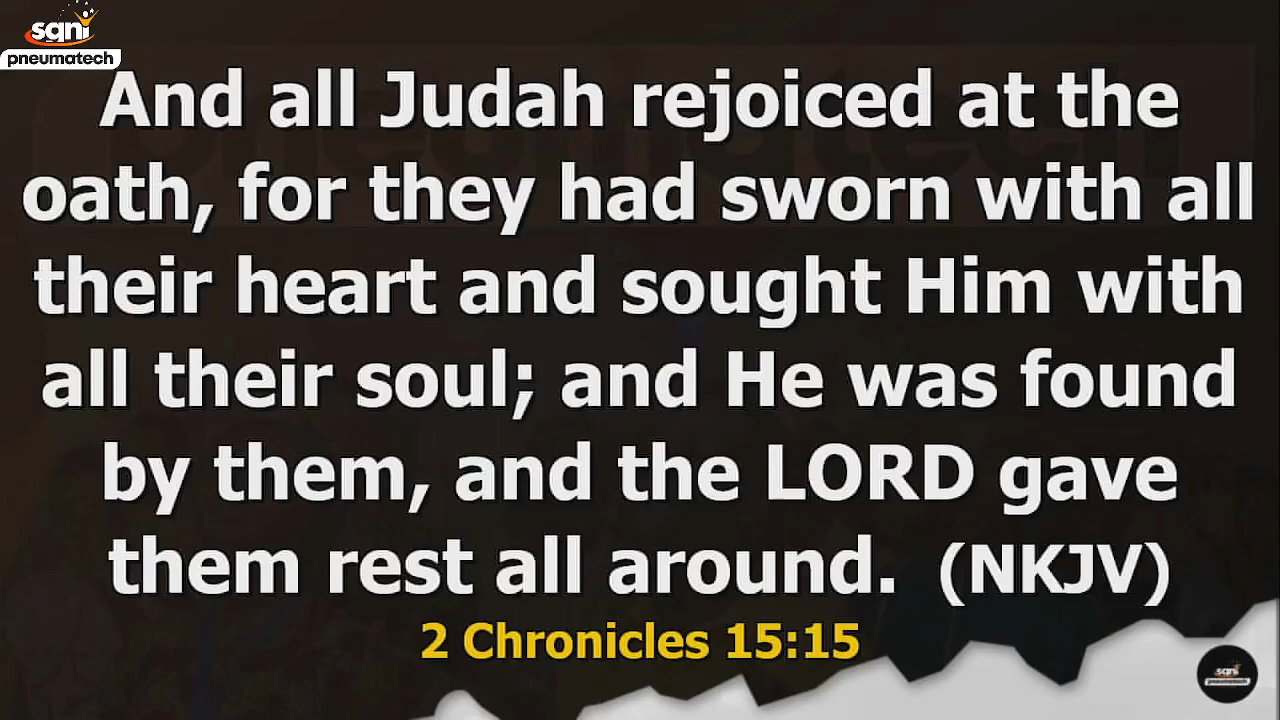 sgni
pneumatech
And all Judah rejoiced at the
oath, for they had sworn with all
their heart and sought Him with
all their soul; and He was found
by them, and the LORD gave
them rest all around. (NKJV)
2 Chronicles 15:15
sgni
pneumatech